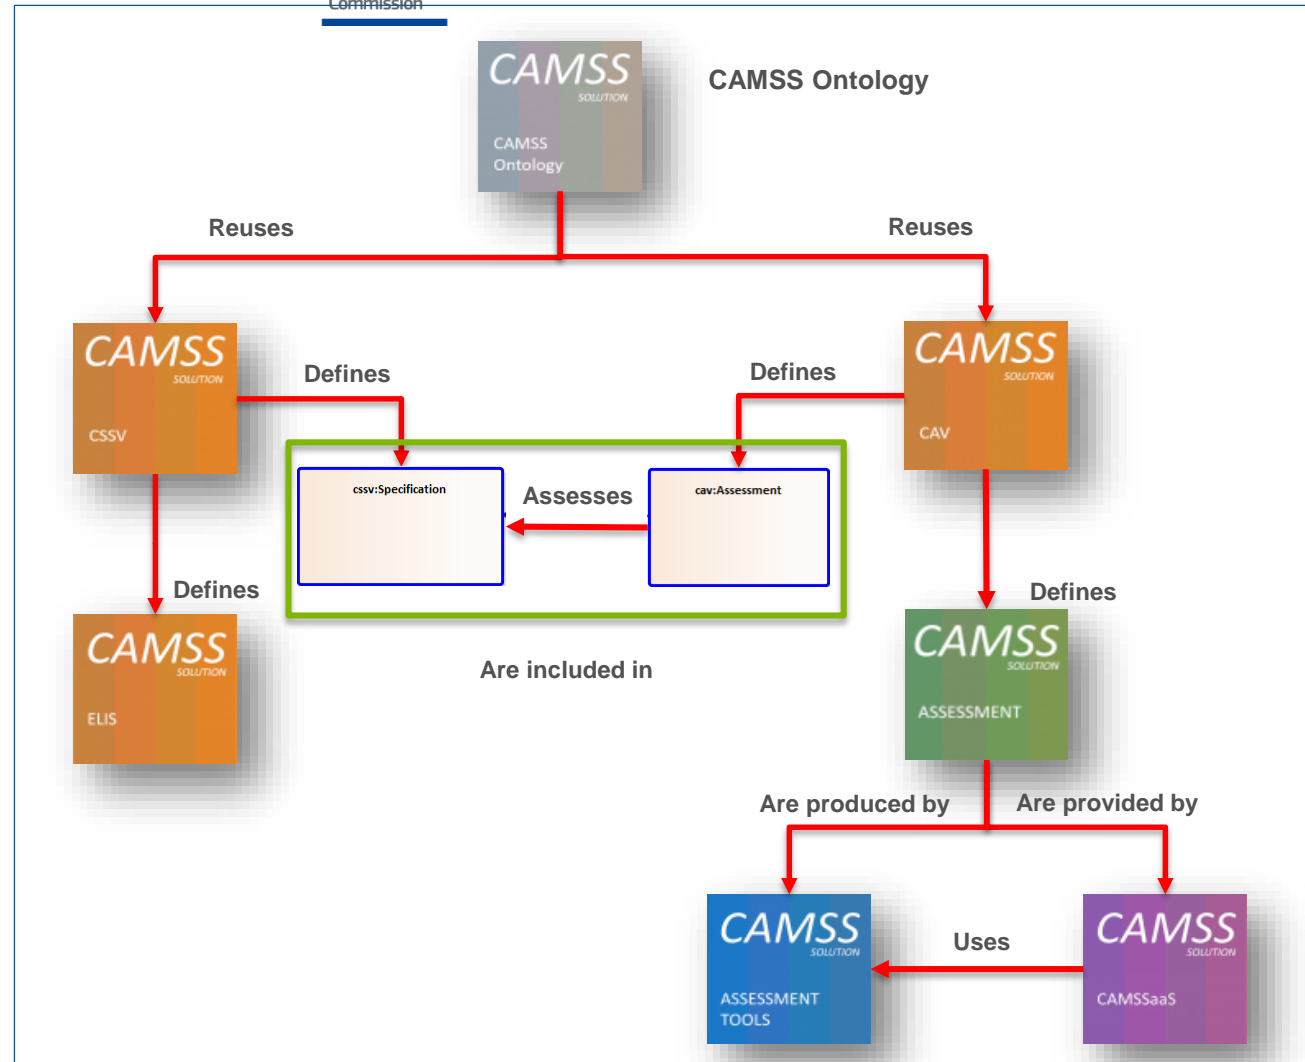 Commission
CAMSS
SOLUTION
CAMSS
Ontology
CAMSS Ontology
Reuses
Reuses
CAMSS
SOLUTION
CSSV
Defines
Defines
CAMSS
SOLUTION
CAV
cssv:Specification
Assesses
cav:Assessment
Defines
Defines
CAMSS
SOLUTION
ELIS
Are included in
CAMSS
SOLUTION
ASSESSMENT
Are produced by
Are provided by
CAMSS
SOLUTION
ASSESSMENT
TOOLS
Uses
CAMSS
SOLUTION
CAMSSaaS